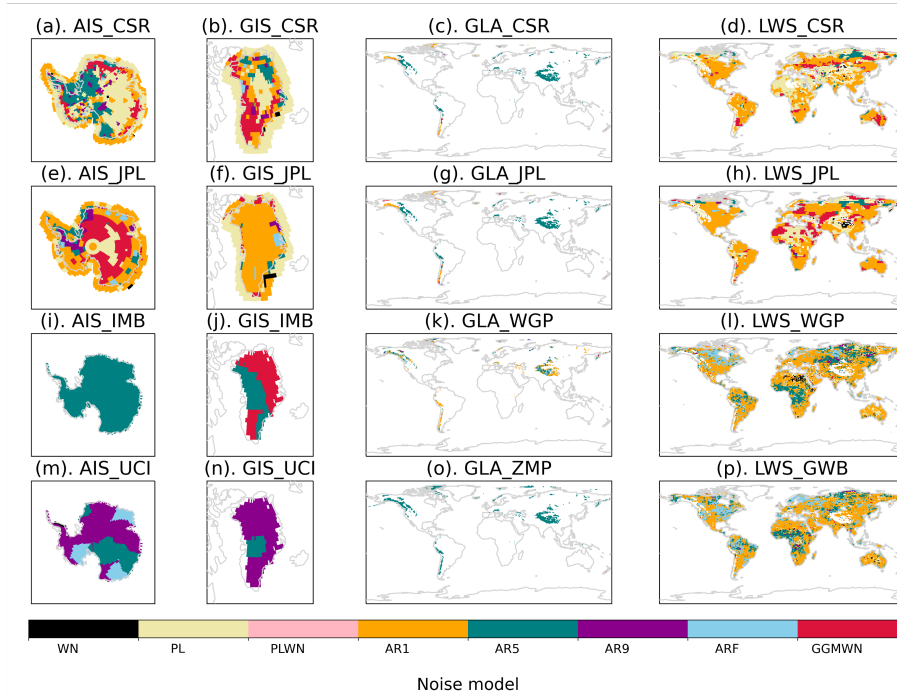 (a). AIS_CSR (b). GIS_CSR (c). GLA_CSR (d). LWS_CSR
(e). AIS_JPL (f). GIS_JPL (g). GLA_JPL (h). LWS_JPL
(i). AIS_IMB (j). GIS_IMB (k). GLA_WGP (l). LWS_WGP
(m). AIS_UCI (n). GIS_UCI (o). GLA_ZMP (p). LWS_GWB
WN PL PLWN AR1 AR5 AR9 ARF GGMWN
Noise model